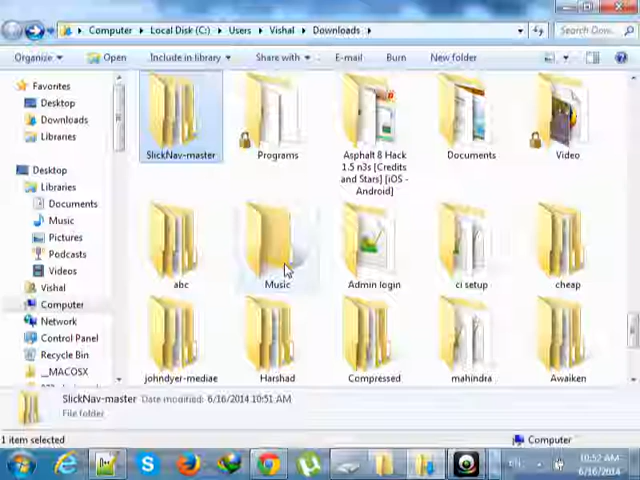 Computer ▸ Local Disk (C:) ▸ Users ▸ Vishal ▸ Downloads ▸
Search Dow...
Organize ▾ Open Include in library ▾ Share with ▾ E-mail Burn New folder
Favorites
Desktop
Downloads
Libraries
Desktop
Libraries
Documents
Music
Pictures
Podcasts
Videos
Vishal
Computer
Network
Control Panel
Recycle Bin
__MACOSX
SlickNav-master
Programs
Asphalt 8 Hack
1.5 n3s [Credits
and Stars] [iOS -
Android]
Documents
Video
abc
Music
Admin login
ci setup
cheap
johndyer-mediae
Harshad
Compressed
mahindra
Awaiken
SlickNav-master Date modified: 6/16/2014 10:51 AM
File folder
1 item selected
Computer
EN
10:52 AM
6/16/2014